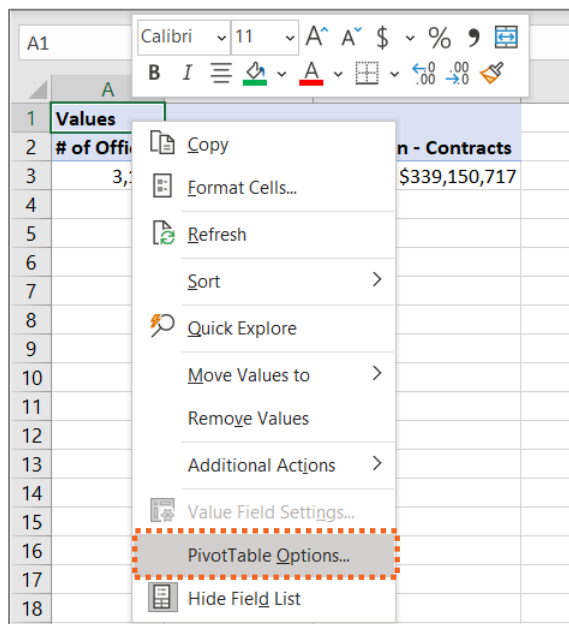 A1
Calibri 11 A^ A˅ $ % 9
B I A .00 .00
A
1 Values
2 # of Offi n - Contracts
3 3, $339,150,717
4
5
6
7
8
9
10
11
12
13
14
15
16
17
18
Copy
Format Cells...
Refresh
Sort
Quick Explore
Move Values to
Remove Values
Additional Actions
Value Field Settings...
PivotTable Options...
Hide Field List